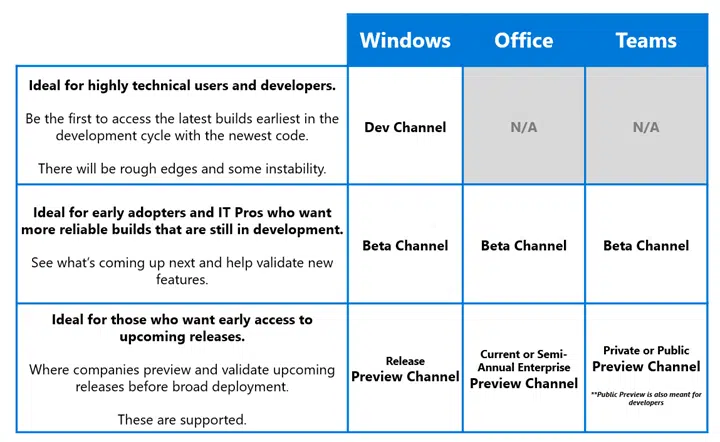 Windows Office Teams
Ideal for highly technical users and developers.
Be the first to access the latest builds earliest in the
development cycle with the newest code.
There will be rough edges and some instability.
Dev Channel
N/A
N/A
Ideal for early adopters and IT Pros who want
more reliable builds that are still in development.
See what's coming up next and help validate new
features.
Beta Channel
Beta Channel
Beta Channel
Ideal for those who want early access to
upcoming releases.
Where companies preview and validate upcoming
releases before broad deployment.
These are supported.
Release
Preview Channel
Current or Semi-
Annual Enterprise
Preview Channel
Private or Public
Preview Channel
**Public Preview is also meant for
developers